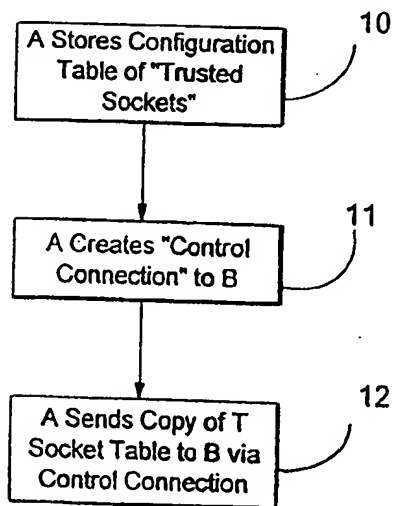 10
A Stores Configuration
Table of "Trusted
Sockets"
11
A Creates "Control
Connection" to B
12
A Sends Copy of T
Socket Table to B via
Control Connection